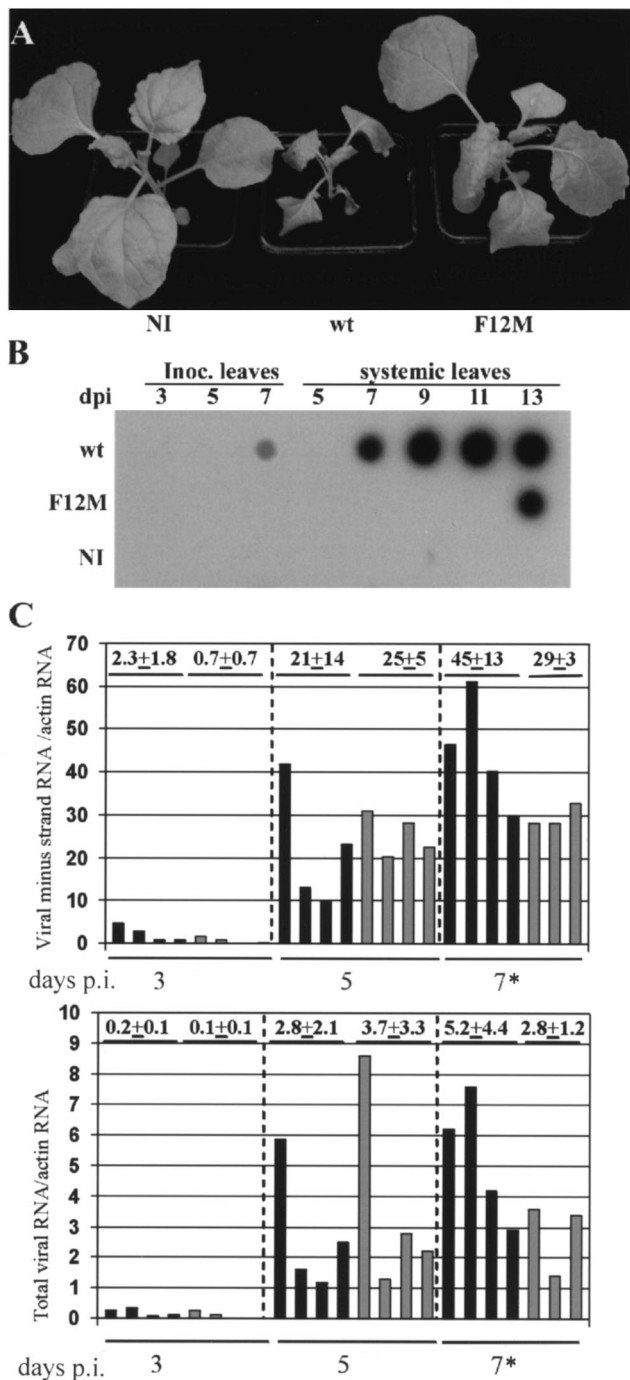 A
NI wt F12M
B
Inoc. leaves systemic leaves
dpi 3 5 7 5 7 9 11 13
wt
F12M
NI
C
Viral minus strand RNA /actin RNA
70
60
50
40
30
20
10
0
2.3±1.8 0.7±0.7 21±14 25±5 45±13 29±3
days p.i. 3 5 7*
Total viral RNA/actin RNA
10
9
8
7
6
5
4
3
2
1
0
0.2±0.1 0.1±0.1 2.8±2.1 3.7±3.3 5.2±4.4 2.8±1.2
days p.i. 3 5 7*